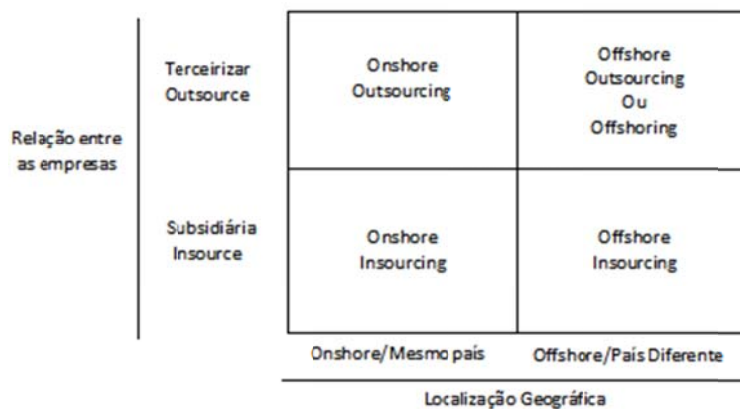 Relação entre
as empresas
Terceirizar
Outsource
Onshore
Outsourcing
Offshore
Outsourcing
Ou
Offshoring
Subsidiária
Insource
Onshore
Insourcing
Offshore
Insourcing
Onshore/Mesmo país
Offshore/País Diferente
Localização Geográfica